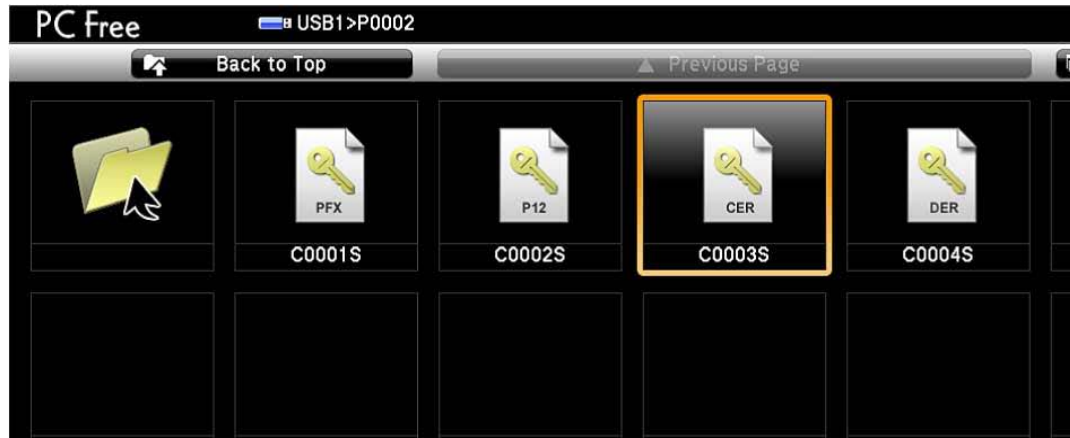 PC Free USB1>P0002
Back to Top ▲ Previous Page
PFX P12 CER DER
C0001S C0002S C0003S C0004S